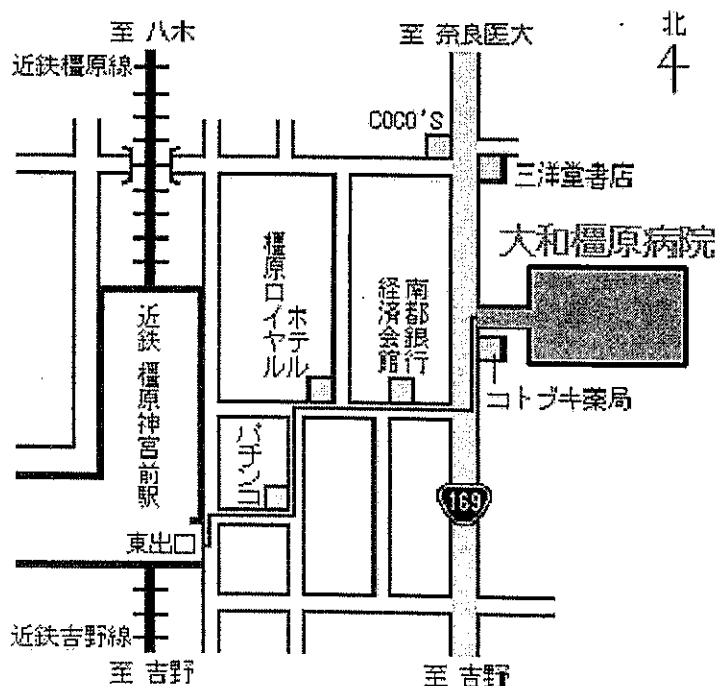 至 八木
至 奈良医大
北
近鉄橿原線
COCO'S
三洋堂書店
大和橿原病院
橿原ロイヤル
ホテル
南都銀行
経済会館
近鉄 橿原神宮前駅
コトブキ薬局
パチンコ
169
東出口
近鉄吉野線
至 吉野
至 吉野